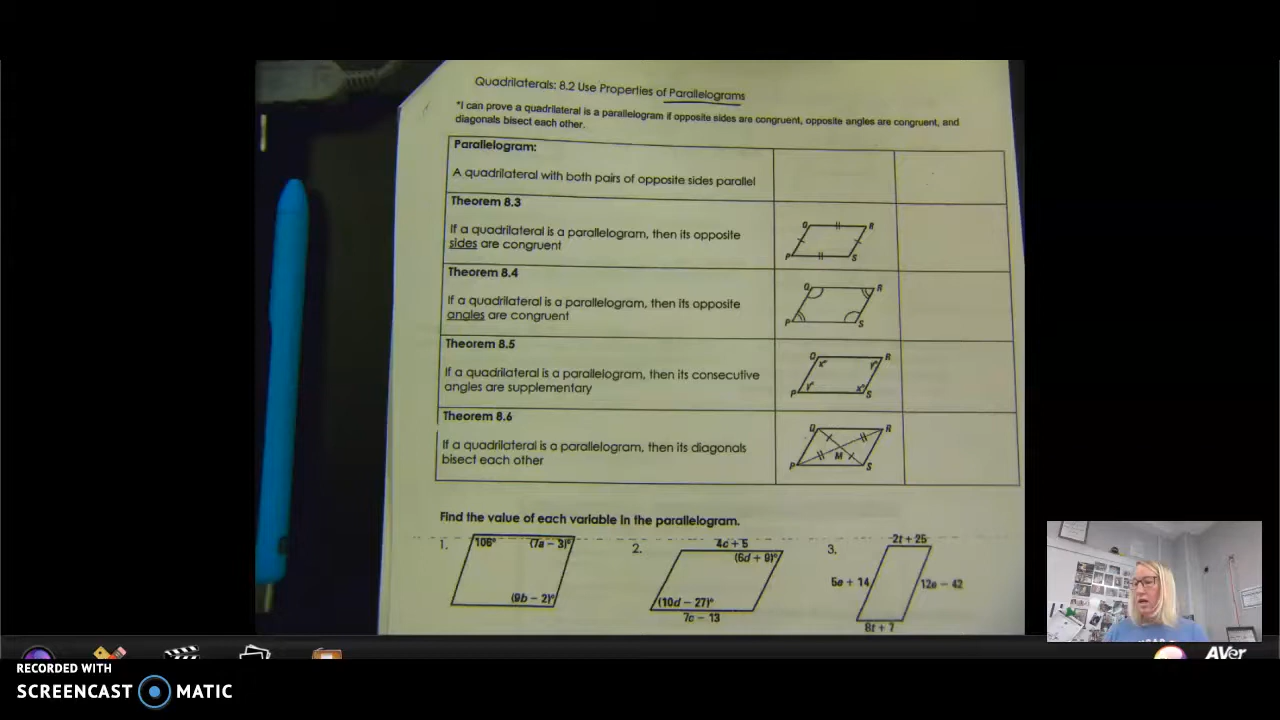 Quadrilaterals: 8.2 Use Properties of Parallelograms
*I can prove a quadrilateral is a parallelogram if opposite sides are congruent, opposite angles are congruent, and
diagonals bisect each other.
Parallelogram:
A quadrilateral with both pairs of opposite sides parallel
Theorem 8.3
If a quadrilateral is a parallelogram, then its opposite
sides are congruent
Q R
P S
Theorem 8.4
If a quadrilateral is a parallelogram, then its opposite
angles are congruent
Q R
P S
Theorem 8.5
If a quadrilateral is a parallelogram, then its consecutive
angles are supplementary
Q x° y° R
P y° x° S
Theorem 8.6
If a quadrilateral is a parallelogram, then its diagonals
bisect each other
Q R
M
P S
Find the value of each variable in the parallelogram.
1. 106° (7a − 3)°
(9b − 2)°
2. 4c + 5
(6d + 9)°
(10d − 27)°
7c − 13
3. 2t + 25
5e + 14 12e − 42
8t + 7
RECORDED WITH
SCREENCAST MATIC
AVer